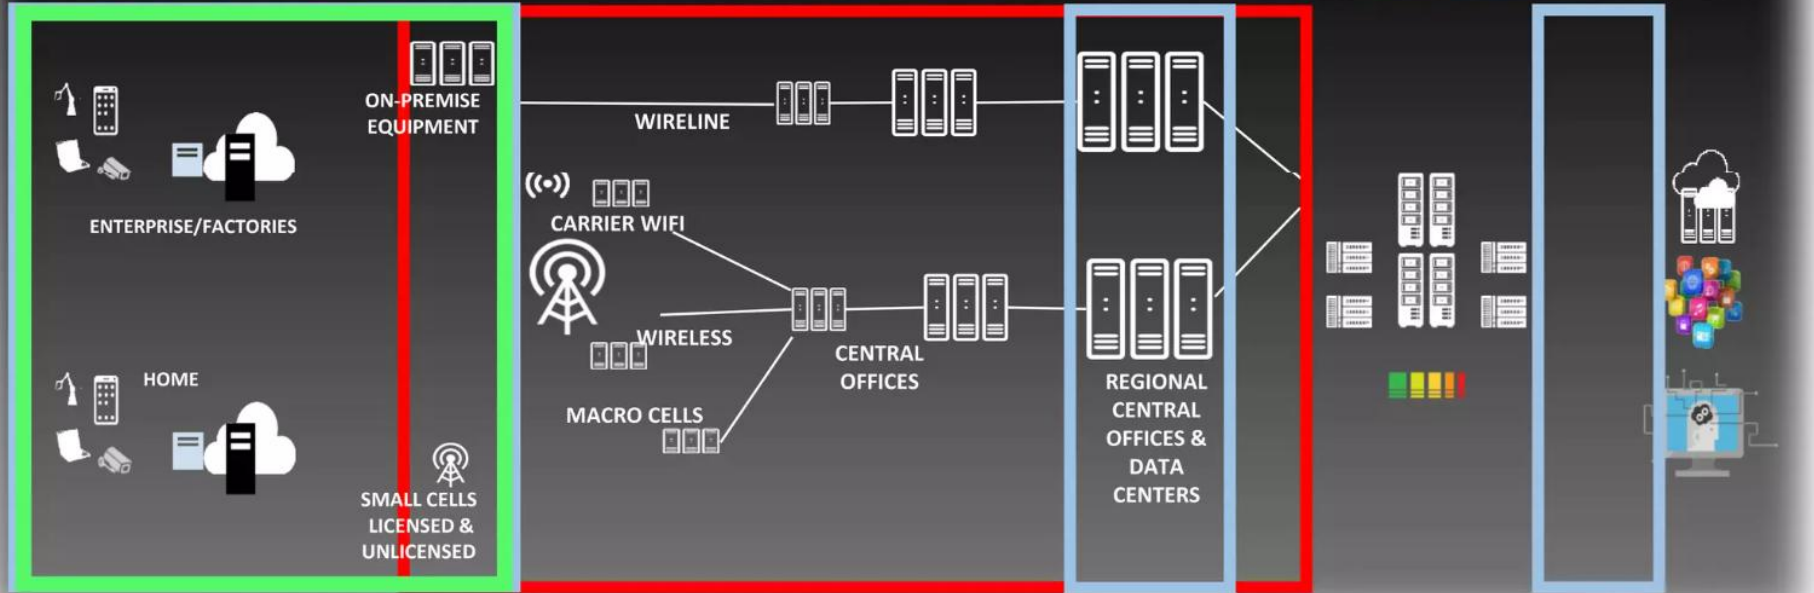 ON-PREMISE
EQUIPMENT
ENTERPRISE/FACTORIES
HOME
SMALL CELLS
LICENSED &
UNLICENSED
WIRELINE
CARRIER WIFI
WIRELESS
MACRO CELLS
CENTRAL
OFFICES
REGIONAL
CENTRAL
OFFICES &
DATA
CENTERS